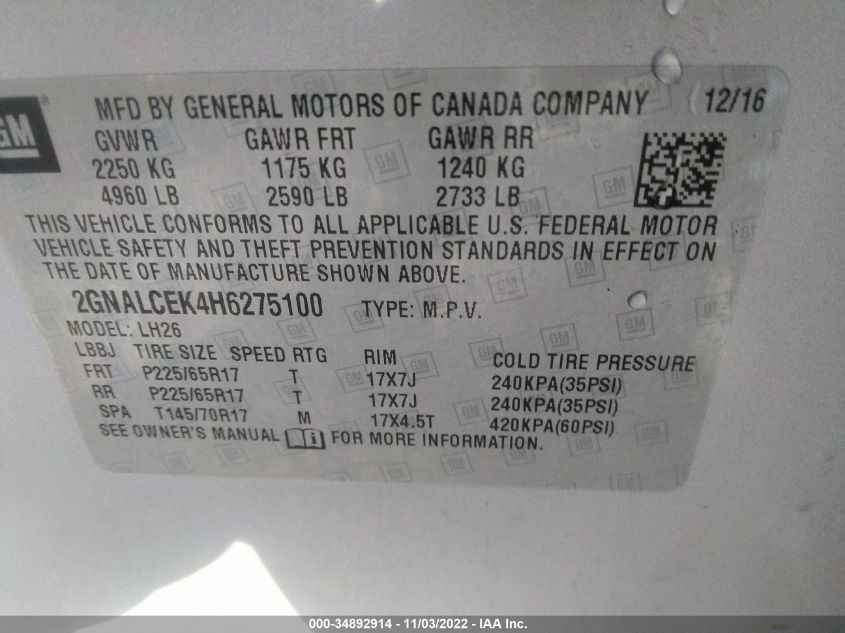 GM ®
MFD BY GENERAL MOTORS OF CANADA COMPANY 12/16
GVWR GAWR FRT GAWR RR
2250 KG 1175 KG 1240 KG
4960 LB 2590 LB 2733 LB
THIS VEHICLE CONFORMS TO ALL APPLICABLE U.S. FEDERAL MOTOR
VEHICLE SAFETY AND THEFT PREVENTION STANDARDS IN EFFECT ON
THE DATE OF MANUFACTURE SHOWN ABOVE.
2GNALCEK4H6275100 TYPE: M.P.V.
MODEL: LH26
LBBJ TIRE SIZE SPEED RTG RIM COLD TIRE PRESSURE
FRT P225/65R17 T 17X7J 240KPA(35PSI)
RR P225/65R17 T 17X7J 240KPA(35PSI)
SPA T145/70R17 M 17X4.5T 420KPA(60PSI)
SEE OWNER'S MANUAL FOR MORE INFORMATION.
000-34892914 - 11/03/2022 - IAA Inc.